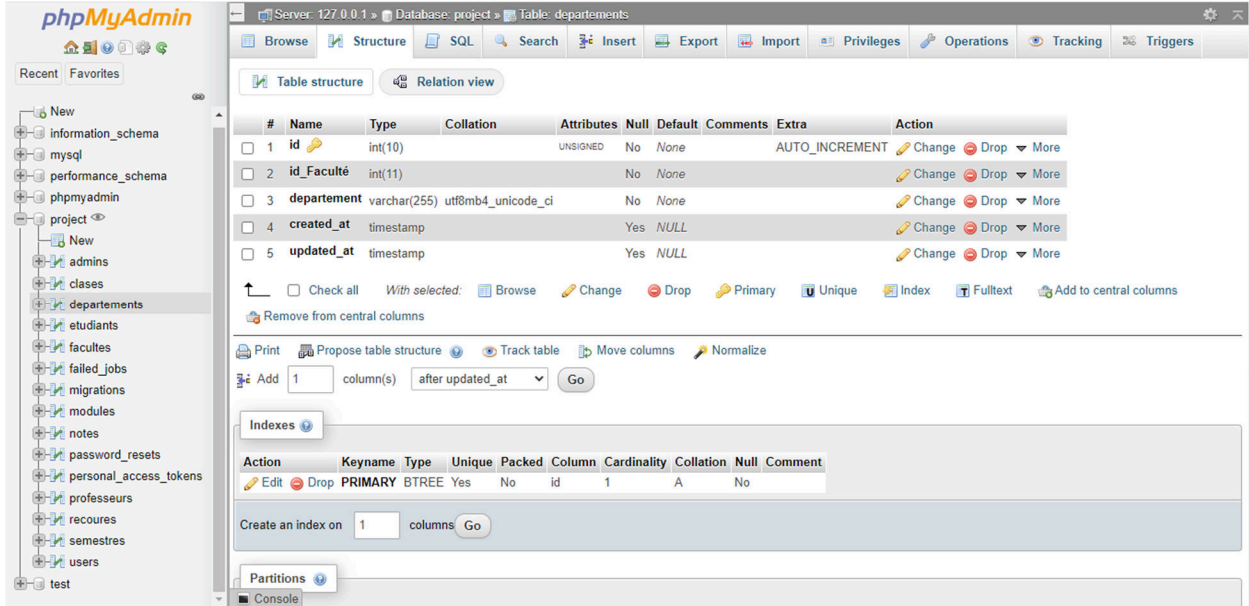 phpMyAdmin
Recent Favorites
New
information_schema
mysql
performance_schema
phpmyadmin
project
New
admins
clases
departements
etudiants
facultes
failed_jobs
migrations
modules
notes
password_resets
personal_access_tokens
professeurs
recoures
semestres
users
test
Server: 127.0.0.1 » Database: project » Table: departements
Browse Structure SQL Search Insert Export Import Privileges Operations Tracking Triggers
Table structure Relation view
# Name Type Collation Attributes Null Default Comments Extra Action
1 id int(10) UNSIGNED No None AUTO_INCREMENT Change Drop More
2 id_Faculté int(11) No None Change Drop More
3 departement varchar(255) utf8mb4_unicode_ci No None Change Drop More
4 created_at timestamp Yes NULL Change Drop More
5 updated_at timestamp Yes NULL Change Drop More
Check all With selected: Browse Change Drop Primary Unique Index Fulltext Add to central columns
Remove from central columns
Print Propose table structure Track table Move columns Normalize
Add 1 column(s) after updated_at Go
Indexes
Action Keyname Type Unique Packed Column Cardinality Collation Null Comment
Edit Drop PRIMARY BTREE Yes No id 1 A No
Create an index on 1 columns Go
Partitions
Console